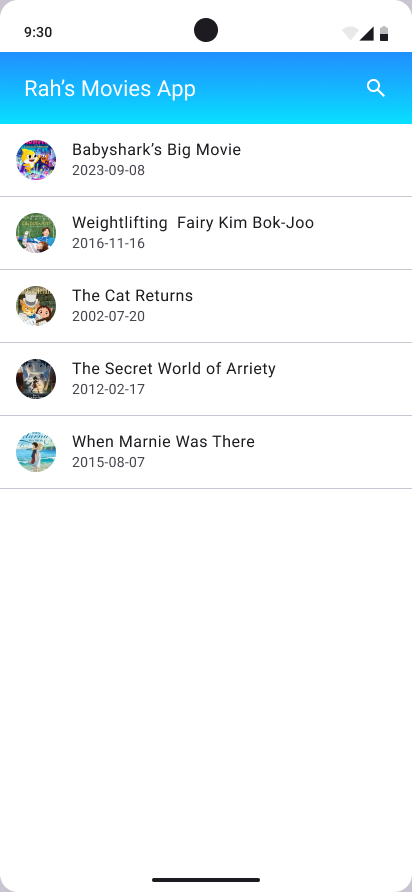 9:30
Rah’s Movies App
Babyshark’s Big Movie
2023-09-08
Weightlifting  Fairy Kim Bok-Joo
2016-11-16
The Cat Returns
2002-07-20
The Secret World of Arriety
2012-02-17
When Marnie Was There
2015-08-07